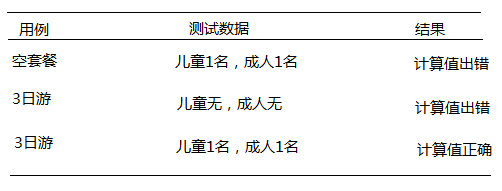 用例 测试数据 结果
空套餐 儿童1名，成人1名 计算值出错
3日游 儿童无，成人无 计算值出错
3日游 儿童1名，成人1名 计算值正确